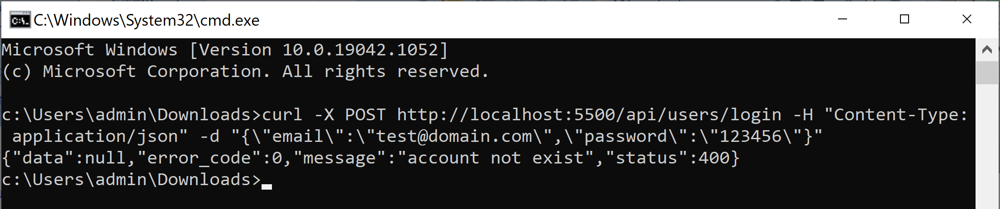 C:\Windows\System32\cmd.exe
Microsoft Windows [Version 10.0.19042.1052]
(c) Microsoft Corporation. All rights reserved.
c:\Users\admin\Downloads>curl -X POST http://localhost:5500/api/users/login -H "Content-Type:
 application/json" -d "{\"email\":\"test@domain.com\",\"password\":\"123456\"}"
{"data":null,"error_code":0,"message":"account not exist","status":400}
c:\Users\admin\Downloads>